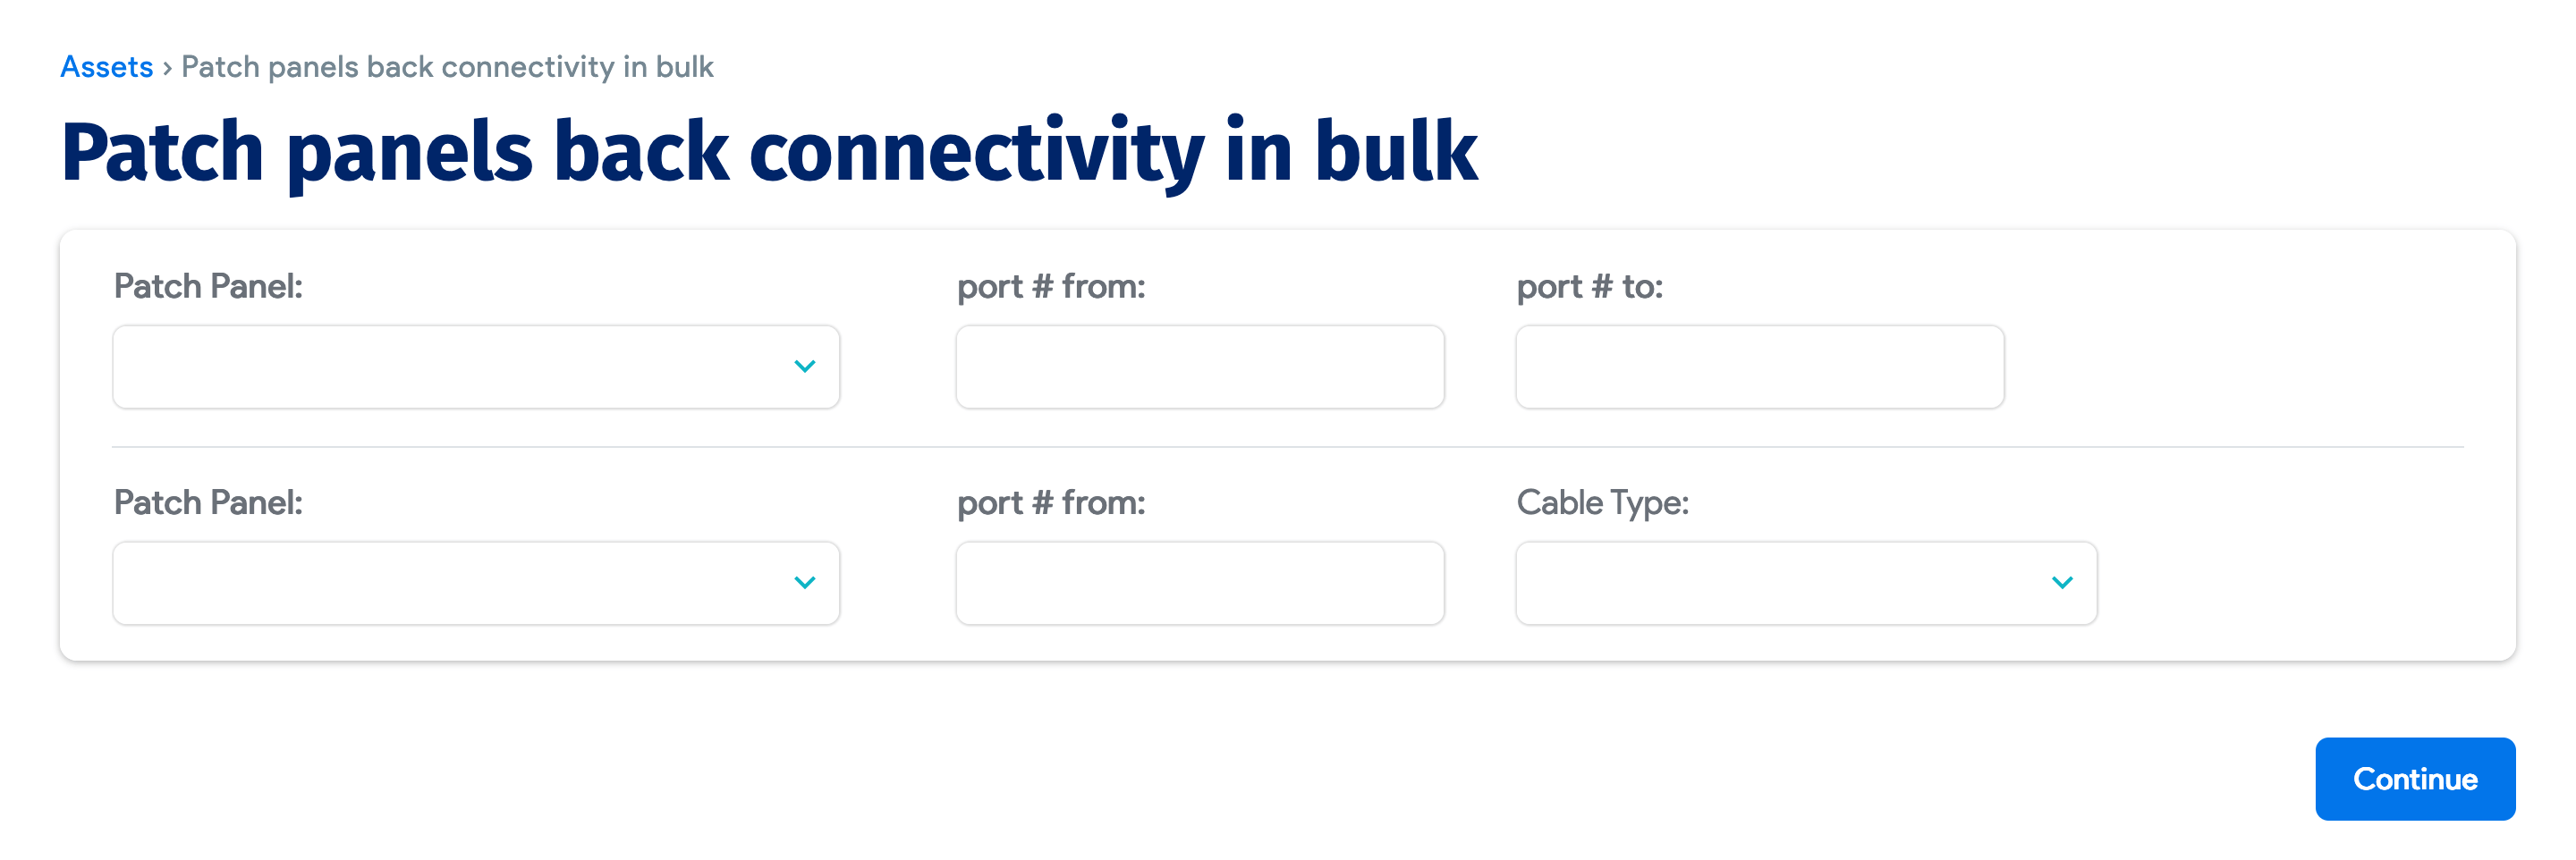 Assets › Patch panels back connectivity in bulk
Patch panels back connectivity in bulk
Patch Panel: port # from: port # to:
Patch Panel: port # from: Cable Type:
Continue